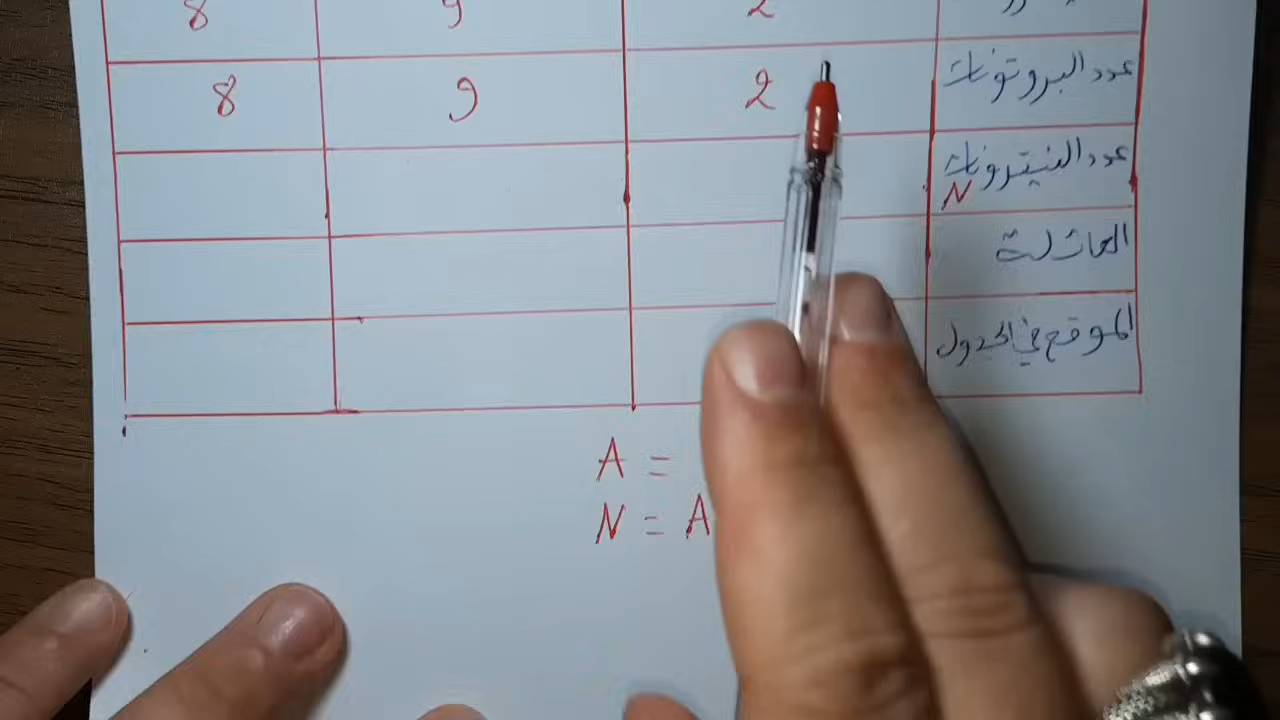 2 9 8
عدد البروتونات 2 9 8
عدد النيترونات
N
العائلة
الموقع في الجدول
A =
N = A